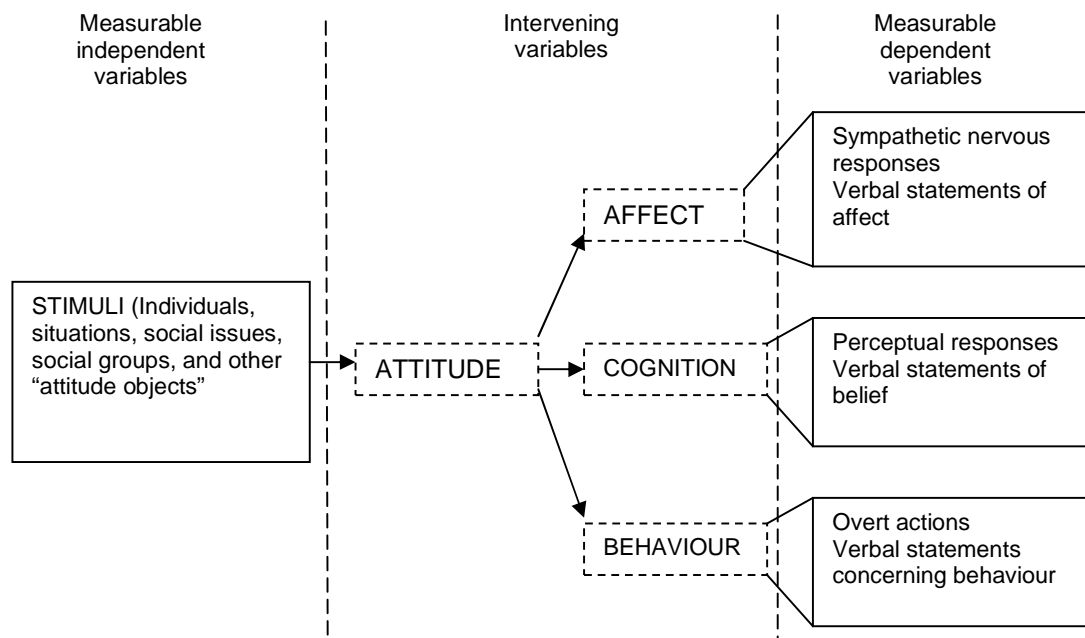 Measurable
independent
variables
Intervening
variables
Measurable
dependent
variables
STIMULI (Individuals,
situations, social issues,
social groups, and other
“attitude objects”
ATTITUDE
AFFECT
COGNITION
BEHAVIOUR
Sympathetic nervous
responses
Verbal statements of
affect
Perceptual responses
Verbal statements of
belief
Overt actions
Verbal statements
concerning behaviour